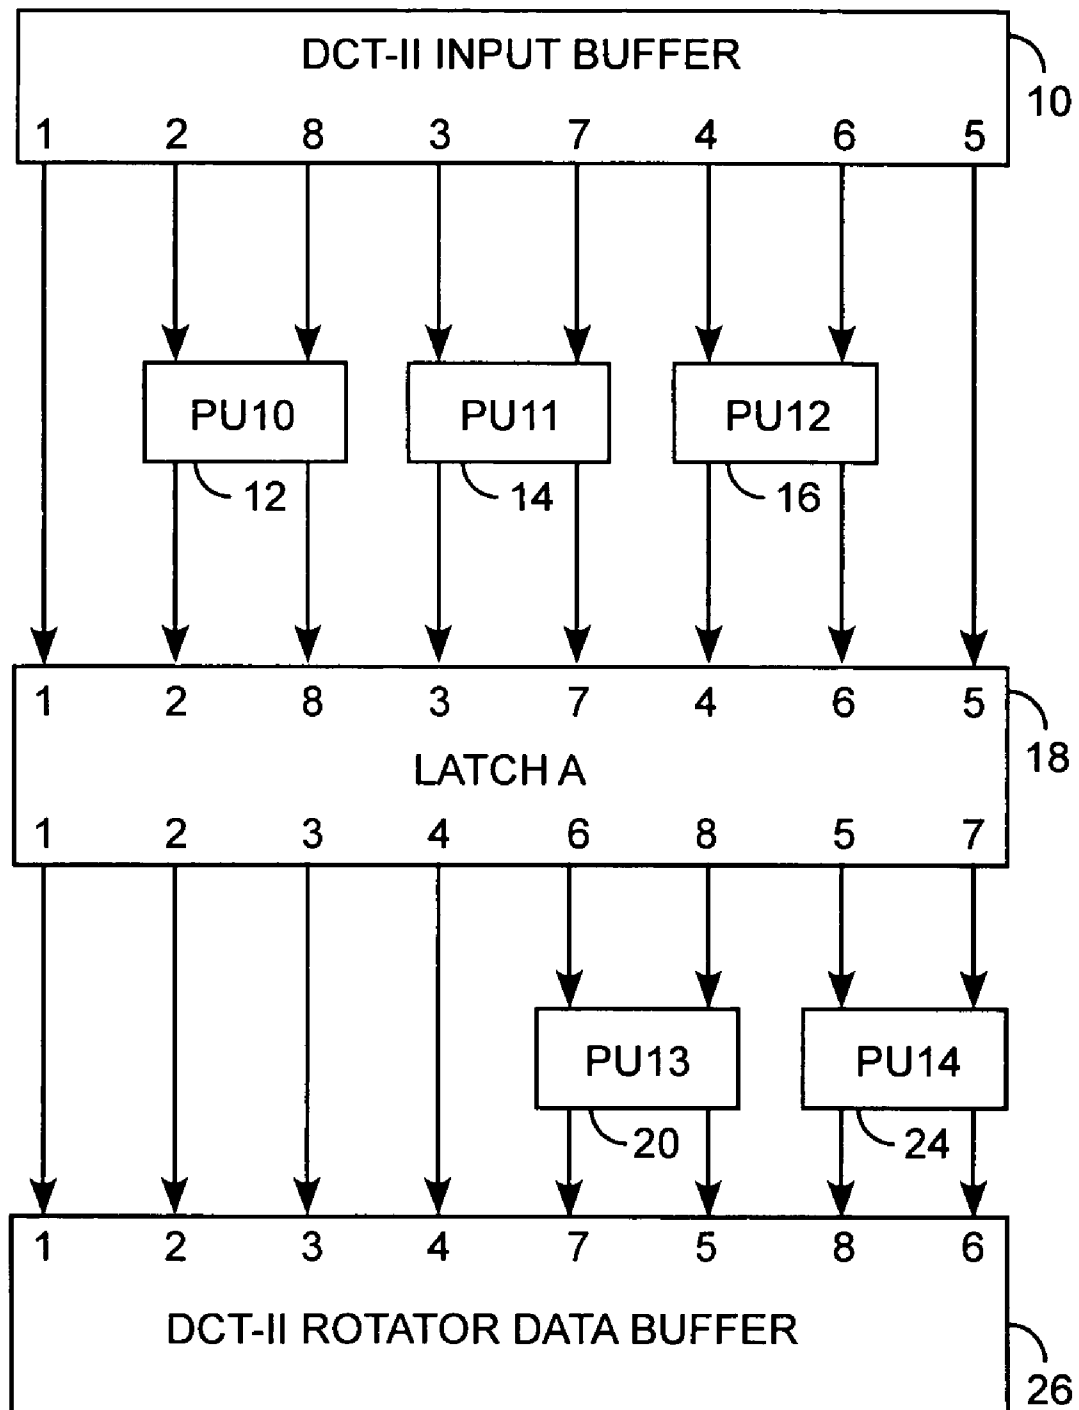 DCT-II INPUT BUFFER
10
1 2 8 3 7 4 6 5
PU10 PU11 PU12
12 14 16
1 2 8 3 7 4 6 5
18
LATCH A
1 2 3 4 6 8 5 7
PU13 PU14
20 24
1 2 3 4 7 5 8 6
DCT-II ROTATOR DATA BUFFER
26